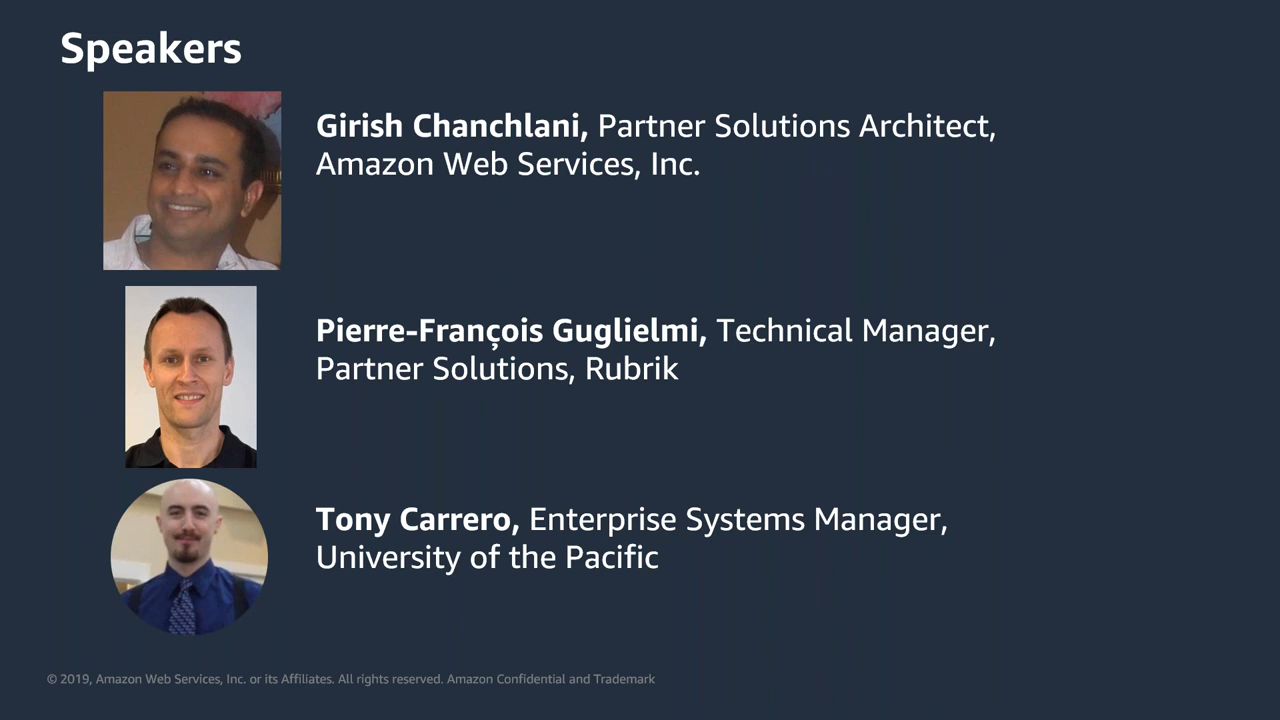 Speakers
Girish Chanchlani, Partner Solutions Architect,
Amazon Web Services, Inc.
Pierre-François Guglielmi, Technical Manager,
Partner Solutions, Rubrik
Tony Carrero, Enterprise Systems Manager,
University of the Pacific
© 2019, Amazon Web Services, Inc. or its Affiliates. All rights reserved. Amazon Confidential and Trademark